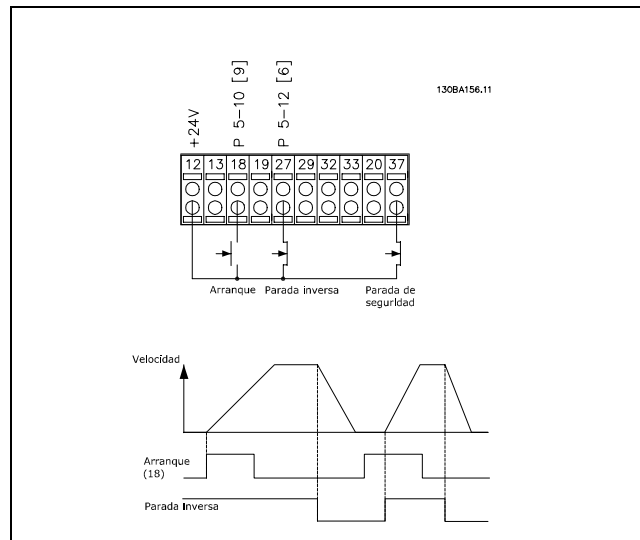 130BA156.11
+24V
P 5-10 [9]
P 5-12 [6]
12 13 18 19 27 29 32 33 20 37
Arranque Parada inversa Parada de
seguridad
Velocidad
Arranque
(18)
Parada Inversa